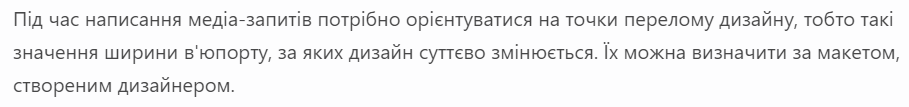 Під час написання медіа-запитів потрібно орієнтуватися на точки перелому дизайну, тобто такі
значення ширини в'юпорту, за яких дизайн суттєво змінюється. Їх можна визначити за макетом,
створеним дизайнером.